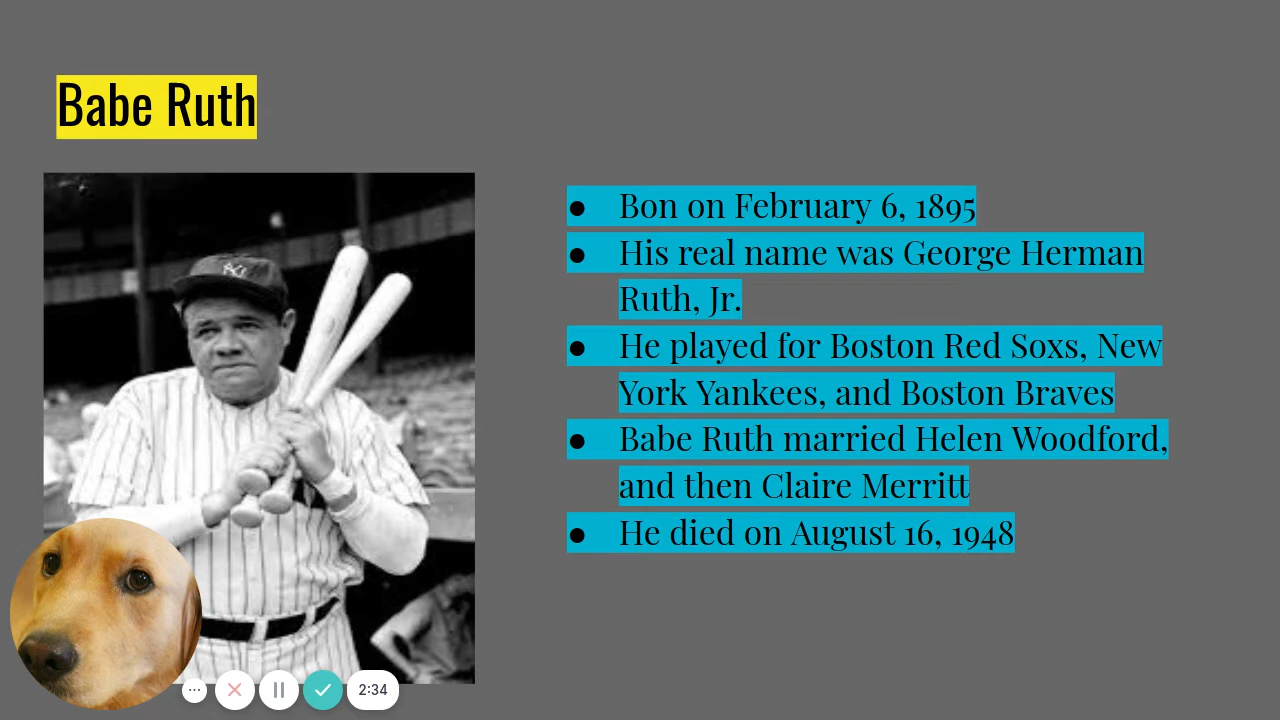 Babe Ruth
● Bon on February 6, 1895
● His real name was George Herman
Ruth, Jr.
● He played for Boston Red Soxs, New
York Yankees, and Boston Braves
● Babe Ruth married Helen Woodford,
and then Claire Merritt
● He died on August 16, 1948
NY
2:34